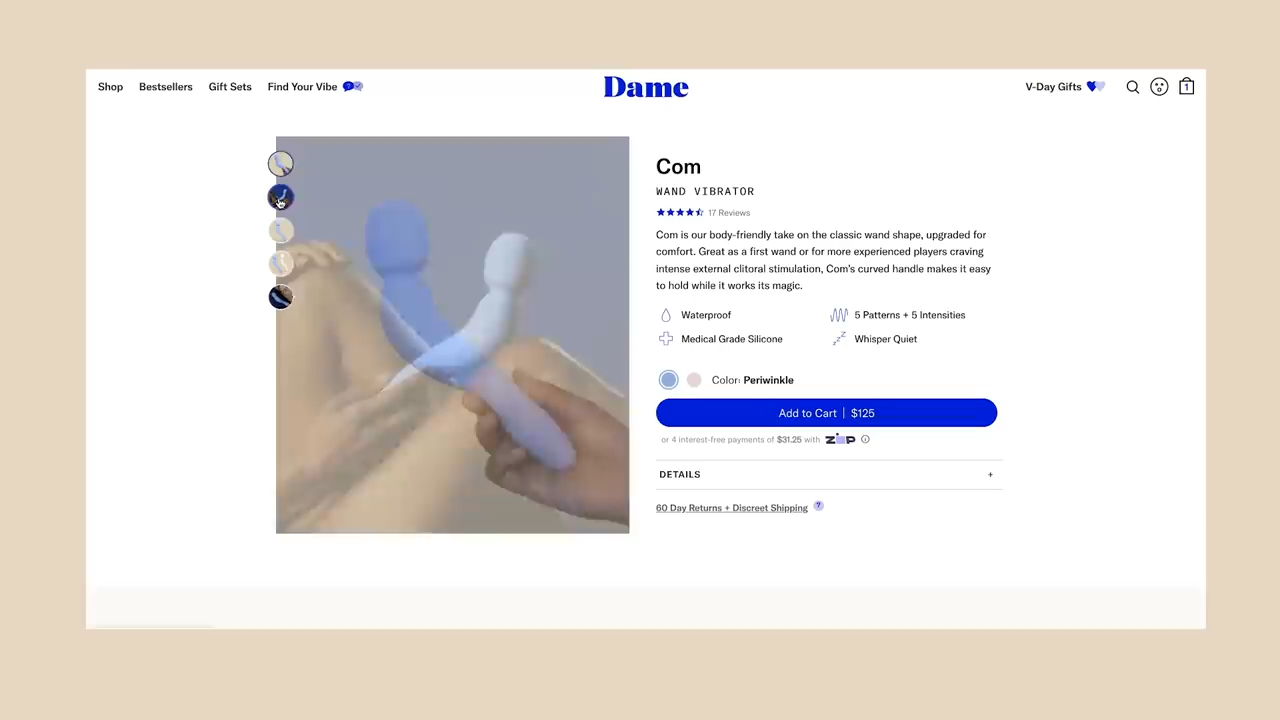 Shop Bestsellers Gift Sets Find Your Vibe
Dame
V-Day Gifts
1
Com
WAND VIBRATOR
17 Reviews
Com is our body-friendly take on the classic wand shape, upgraded for
comfort. Great as a first wand or for more experienced players craving
intense external clitoral stimulation, Com's curved handle makes it easy
to hold while it works its magic.
Waterproof
5 Patterns + 5 Intensities
Medical Grade Silicone
Whisper Quiet
Color: Periwinkle
Add to Cart | $125
or 4 interest-free payments of $31.25 with Zip
DETAILS +
60 Day Returns + Discreet Shipping ?